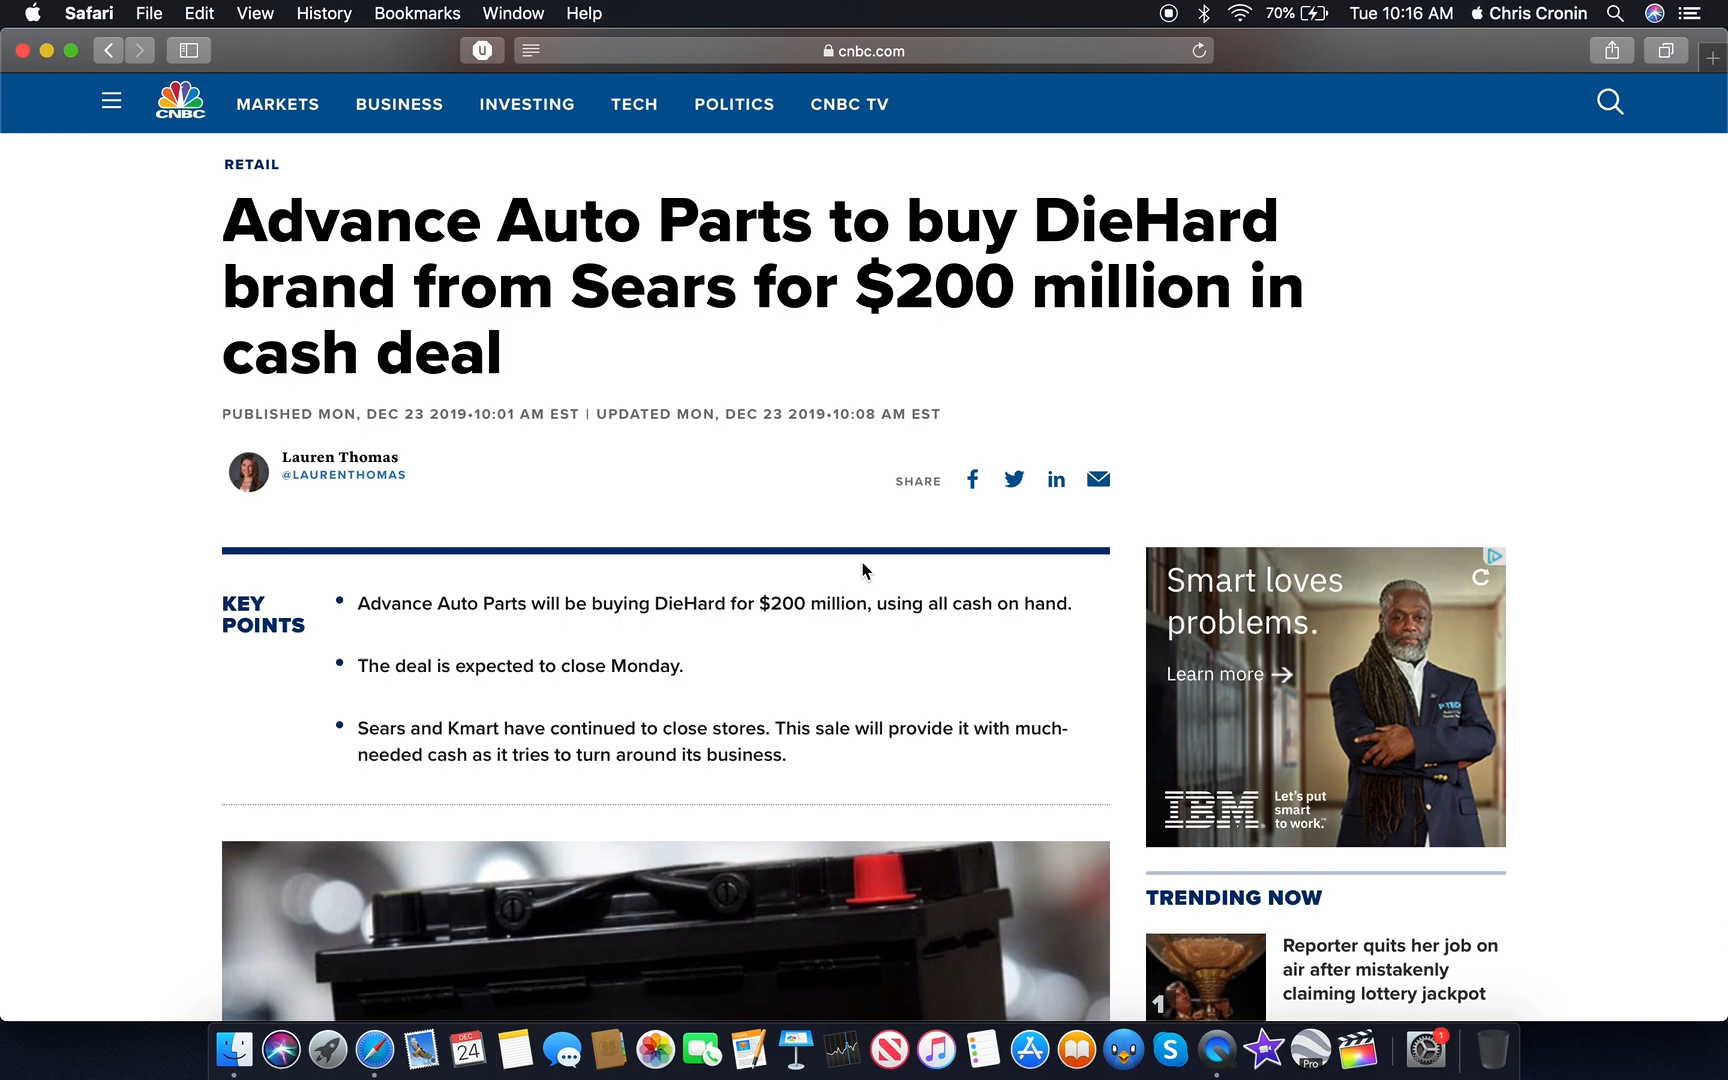 Safari File Edit View History Bookmarks Window Help 70% Tue 10:16 AM Chris Cronin
U cnbc.com
CNBC MARKETS BUSINESS INVESTING TECH POLITICS CNBC TV
RETAIL
Advance Auto Parts to buy DieHard
brand from Sears for $200 million in
cash deal
PUBLISHED MON, DEC 23 2019•10:01 AM EST | UPDATED MON, DEC 23 2019•10:08 AM EST
Lauren Thomas
@LAURENTHOMAS
SHARE
KEY
POINTS
• Advance Auto Parts will be buying DieHard for $200 million, using all cash on hand.
• The deal is expected to close Monday.
• Sears and Kmart have continued to close stores. This sale will provide it with much-
needed cash as it tries to turn around its business.
Smart loves
problems.
Learn more →
P-TECH
IBM.
Let's put
smart
to work.™
TRENDING NOW
1
Reporter quits her job on
air after mistakenly
claiming lottery jackpot
DEC
24
Pro
1